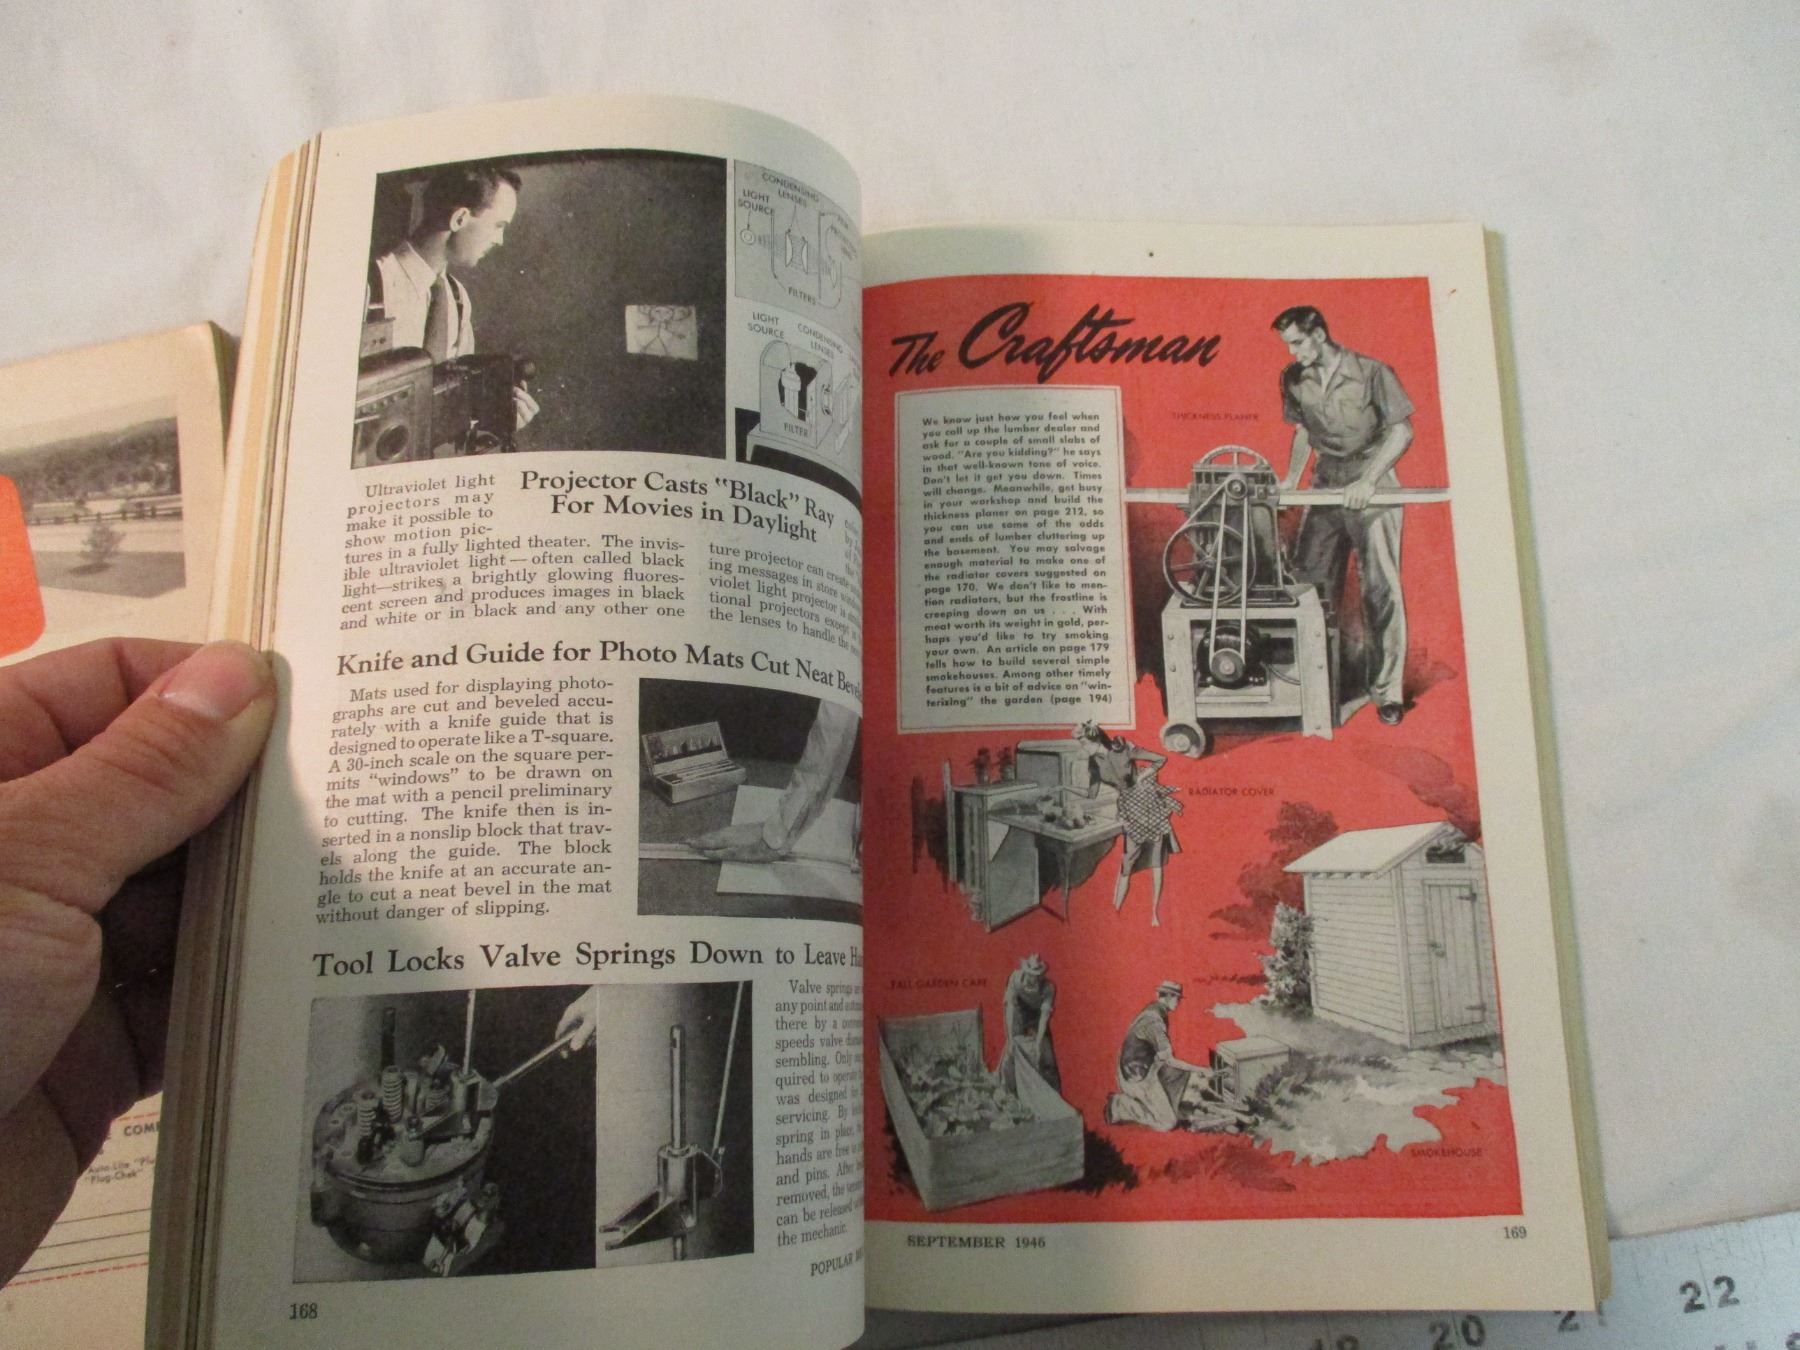 CONDENSING
LENSES
LIGHT
SOURCE
FILTERS
LIGHT
SOURCE
CONDENSING
LENSES
FILTER
Projector Casts "Black" Ray
For Movies in Daylight
Ultraviolet light
projectors may
make it possible to
show motion pic-
tures in a fully lighted theater. The invis-
ible ultraviolet light — often called black
light—strikes a brightly glowing fluores-
cent screen and produces images in black
and white or in black and any other one
ture projector can create
ing messages in store
violet light projector is
tional projectors except
the lenses to handle the
Knife and Guide for Photo Mats Cut Neat
Mats used for displaying photo-
graphs are cut and beveled accu-
rately with a knife guide that is
designed to operate like a T-square.
A 30-inch scale on the square per-
mits "windows" to be drawn on
the mat with a pencil preliminary
to cutting. The knife then is in-
serted in a nonslip block that trav-
els along the guide. The block
holds the knife at an accurate an-
gle to cut a neat bevel in the mat
without danger of slipping.
Tool Locks Valve Springs Down to Leave
Valve springs
any point and
there by a
speeds valve
sembling. Only
quired to operate
was designed
servicing. By
spring in place,
hands are free
and pins. After
removed, the
can be released
the mechanic.
POPULAR
168
The Craftsman
We know just how you feel when
you call up the lumber dealer and
ask for a couple of small slabs of
wood. "Are you kidding?" he says
in that well-known tone of voice.
Don't let it get you down. Times
will change. Meanwhile, get busy
in your workshop and build the
thickness planer on page 212, so
you can use some of the odds
and ends of lumber cluttering up
the basement. You may salvage
enough material to make one of
the radiator covers suggested on
page 170. We don't like to men-
tion radiators, but the frostline is
creeping down on us . . . With
meat worth its weight in gold, per-
haps you'd like to try smoking
your own. An article on page 179
tells how to build several simple
smokehouses. Among other timely
features is a bit of advice on "win-
terizing" the garden (page 194)
THICKNESS PLANER
RADIATOR COVER
FALL GARDEN CARE
SMOKEHOUSE
SEPTEMBER 1946
169
Auto-Lite
"Plug-Chek"
19 20 21 22